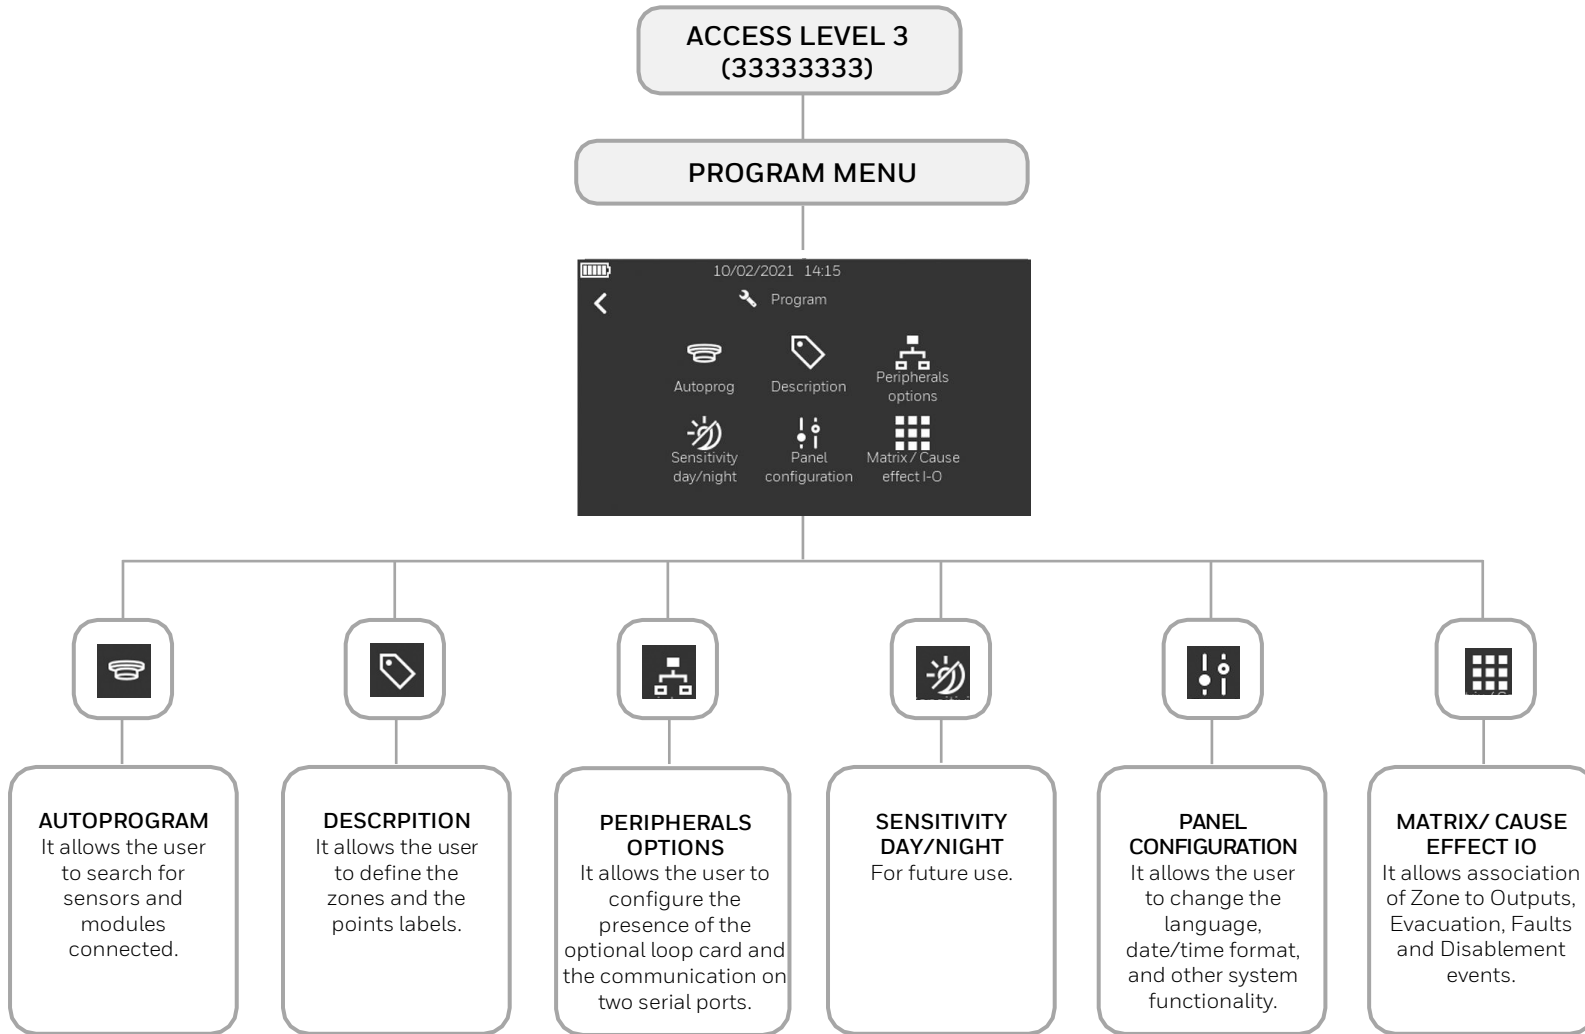 ACCESS LEVEL 3
(33333333)
PROGRAM MENU
10/02/2021 14:15
Program
Autoprog
Description
Peripherals
options
Sensitivity
day/night
Panel
configuration
Matrix / Cause
effect I-O
AUTOPROGRAM
It allows the user
to search for
sensors and
modules
connected.
DESCRPITION
It allows the user
to define the
zones and the
points labels.
PERIPHERALS
OPTIONS
It allows the user to
configure the
presence of the
optional loop card and
the communication on
two serial ports.
SENSITIVITY
DAY/NIGHT
For future use.
PANEL
CONFIGURATION
It allows the user
to change the
language,
date/time format,
and other system
functionality.
MATRIX/ CAUSE
EFFECT IO
It allows association
of Zone to Outputs,
Evacuation, Faults
and Disablement
events.